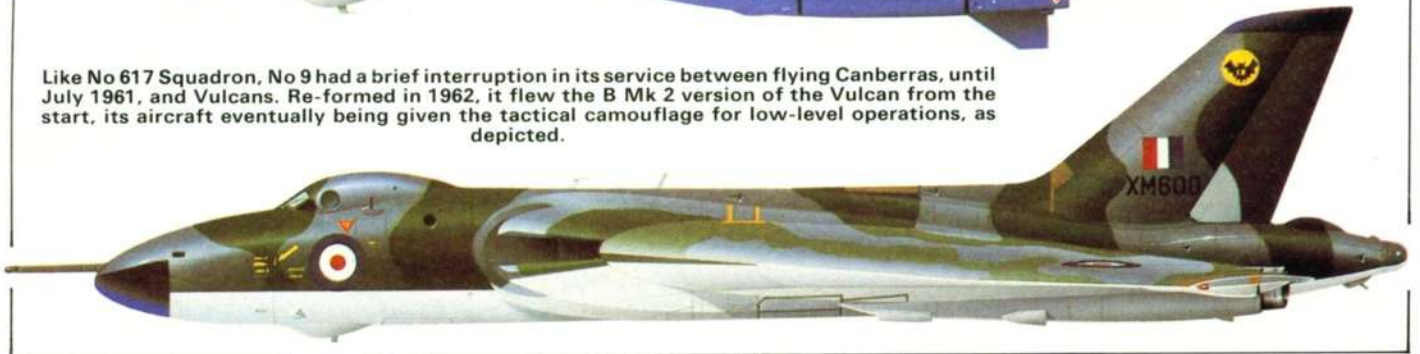 Like No 617 Squadron, No 9 had a brief interruption in its service between flying Canberras, until
July 1961, and Vulcans. Re-formed in 1962, it flew the B Mk 2 version of the Vulcan from the
start, its aircraft eventually being given the tactical camouflage for low-level operations, as
depicted.
XM600